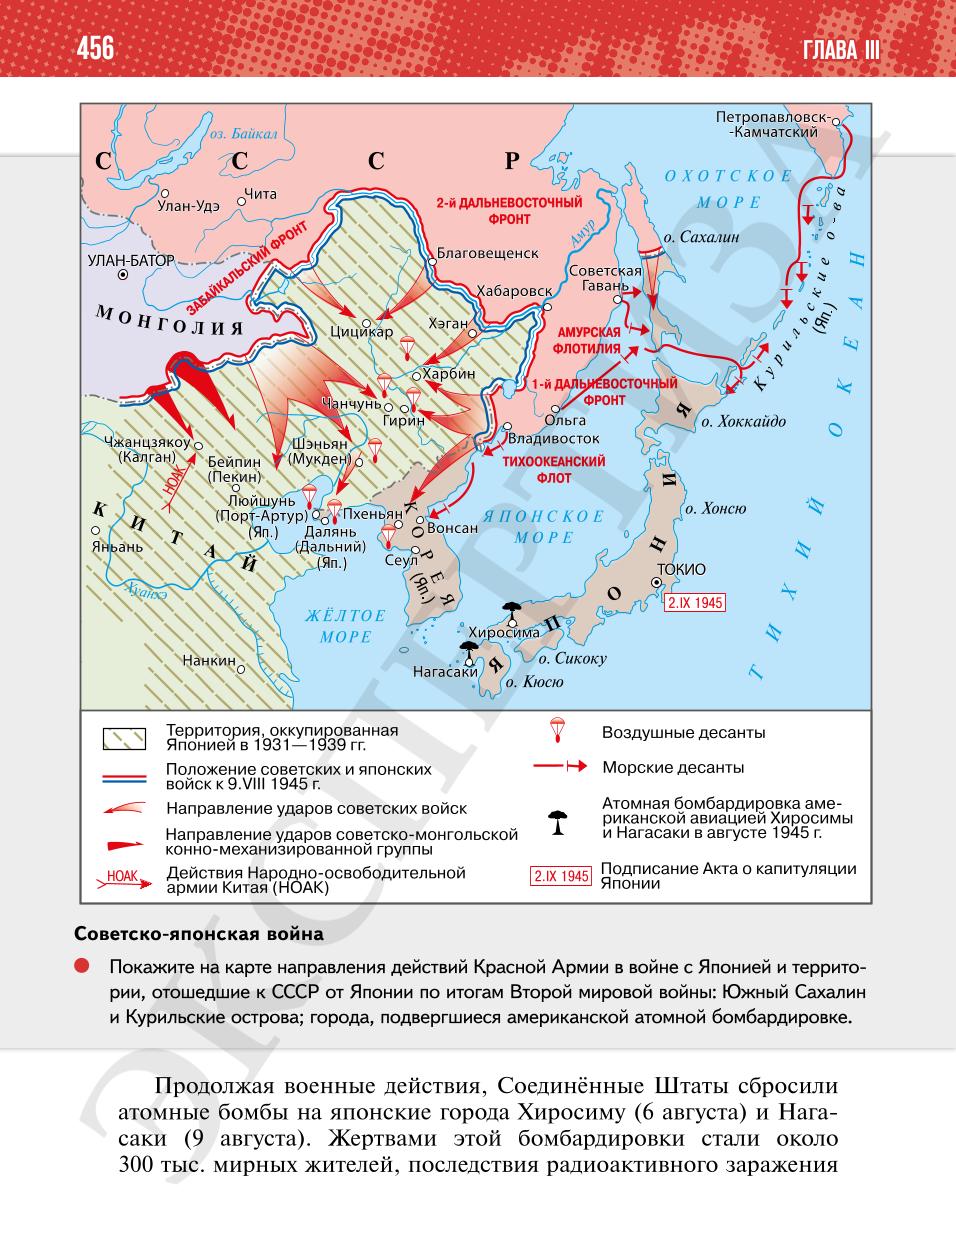 456
ГЛАВА III
Петропавловск-
-Камчатский
оз. Байкал
С С С Р
ОХОТСКОЕ
МОРЕ
Улан-Удэ
Чита
2-й ДАЛЬНЕВОСТОЧНЫЙ
ФРОНТ
Амур
о. Сахалин
ЗАБАЙКАЛЬСКИЙ ФРОНТ
УЛАН-БАТОР
Благовещенск
Советская
Гавань
Хабаровск
Курильские о-ва
(Яп.)
МОНГОЛИЯ
Цицикар
Хэган
АМУРСКАЯ
ФЛОТИЛИЯ
Харбин
1-й ДАЛЬНЕВОСТОЧНЫЙ
ФРОНТ
Чанчунь
Гирин
Ольга
Владивосток
о. Хоккайдо
Чжанцзякоу
(Калган)
Шэньян
(Мукден)
НОАК
Бейпин
(Пекин)
ТИХООКЕАНСКИЙ
ФЛОТ
Люйшунь
(Порт-Артур)
(Яп.)
Далянь
(Дальний)
(Яп.)
Пхеньян
Вонсан
Сеул
КОРЕЯ
(Яп.)
ЯПОНСКОЕ
МОРЕ
о. Хонсю
КИТАЙ
Яньань
Хуанхэ
ТОКИО
2.IX 1945
ЖЁЛТОЕ
МОРЕ
Хиросима
ЯПОНИЯ
Нанкин
Нагасаки
о. Сикоку
о. Кюсю
ТИХИЙ ОКЕАН
Территория, оккупированная
Японией в 1931—1939 гг.
Положение советских и японских
войск к 9.VIII 1945 г.
Направление ударов советских войск
Направление ударов советско-монгольской
конно-механизированной группы
НОАК
Действия Народно-освободительной
армии Китая (НОАК)
Воздушные десанты
Морские десанты
Атомная бомбардировка аме-
риканской авиацией Хиросимы
и Нагасаки в августе 1945 г.
2.IX 1945
Подписание Акта о капитуляции
Японии
Советско-японская война
Покажите на карте направления действий Красной Армии в войне с Японией и террито-
рии, отошедшие к СССР от Японии по итогам Второй мировой войны: Южный Сахалин
и Курильские острова; города, подвергшиеся американской атомной бомбардировке.
Продолжая военные действия, Соединённые Штаты сбросили
атомные бомбы на японские города Хиросиму (6 августа) и Нага-
саки (9 августа). Жертвами этой бомбардировки стали около
300 тыс. мирных жителей, последствия радиоактивного заражения
ЭКСПЕРТИЗА